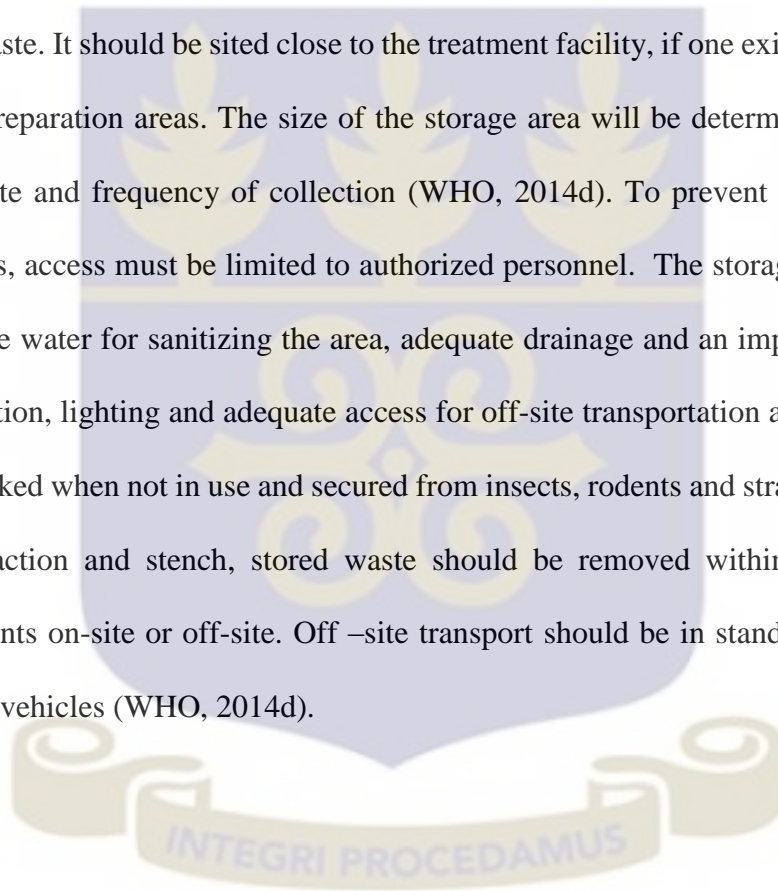 aste. It should be sited close to the treatment facility, if one exi
reparation areas. The size of the storage area will be determ
te and frequency of collection (WHO, 2014d). To prevent
s, access must be limited to authorized personnel. The storag
e water for sanitizing the area, adequate drainage and an imp
tion, lighting and adequate access for off-site transportation a
ked when not in use and secured from insects, rodents and stra
action and stench, stored waste should be removed within
nts on-site or off-site. Off –site transport should be in stand
vehicles (WHO, 2014d).
INTEGRI PROCEDAMUS